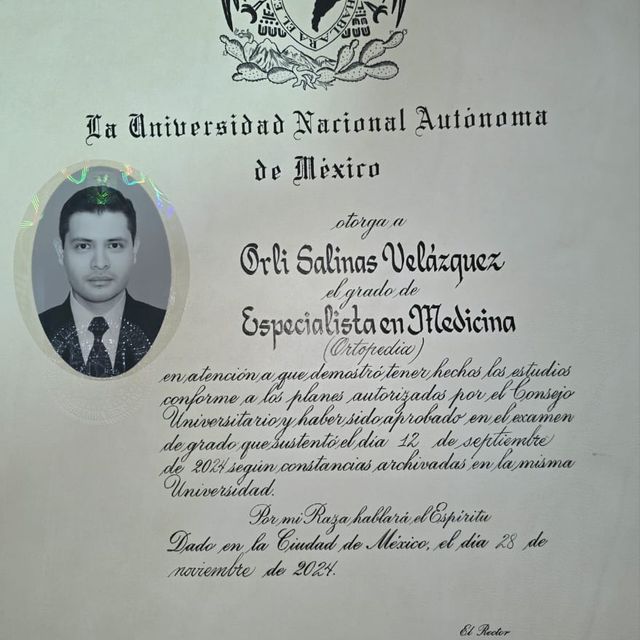 HABLARA EL
La Universidad Nacional Autónoma
de México
otorga a
Orli Salinas Velázquez
el grado de
Especialista en Medicina
(Ortopedia)
en atención a que demostró tener hechos los estudios
conforme a los planes autorizados por el Consejo
Universitario y haber sido aprobado en el examen
de grado que sustentó el día 12 de septiembre
de 2024 según constancias archivadas en la misma
Universidad.
Por mi Raza hablará el Espíritu
Dado en la Ciudad de México, el día 28 de
noviembre de 2024.
El Rector